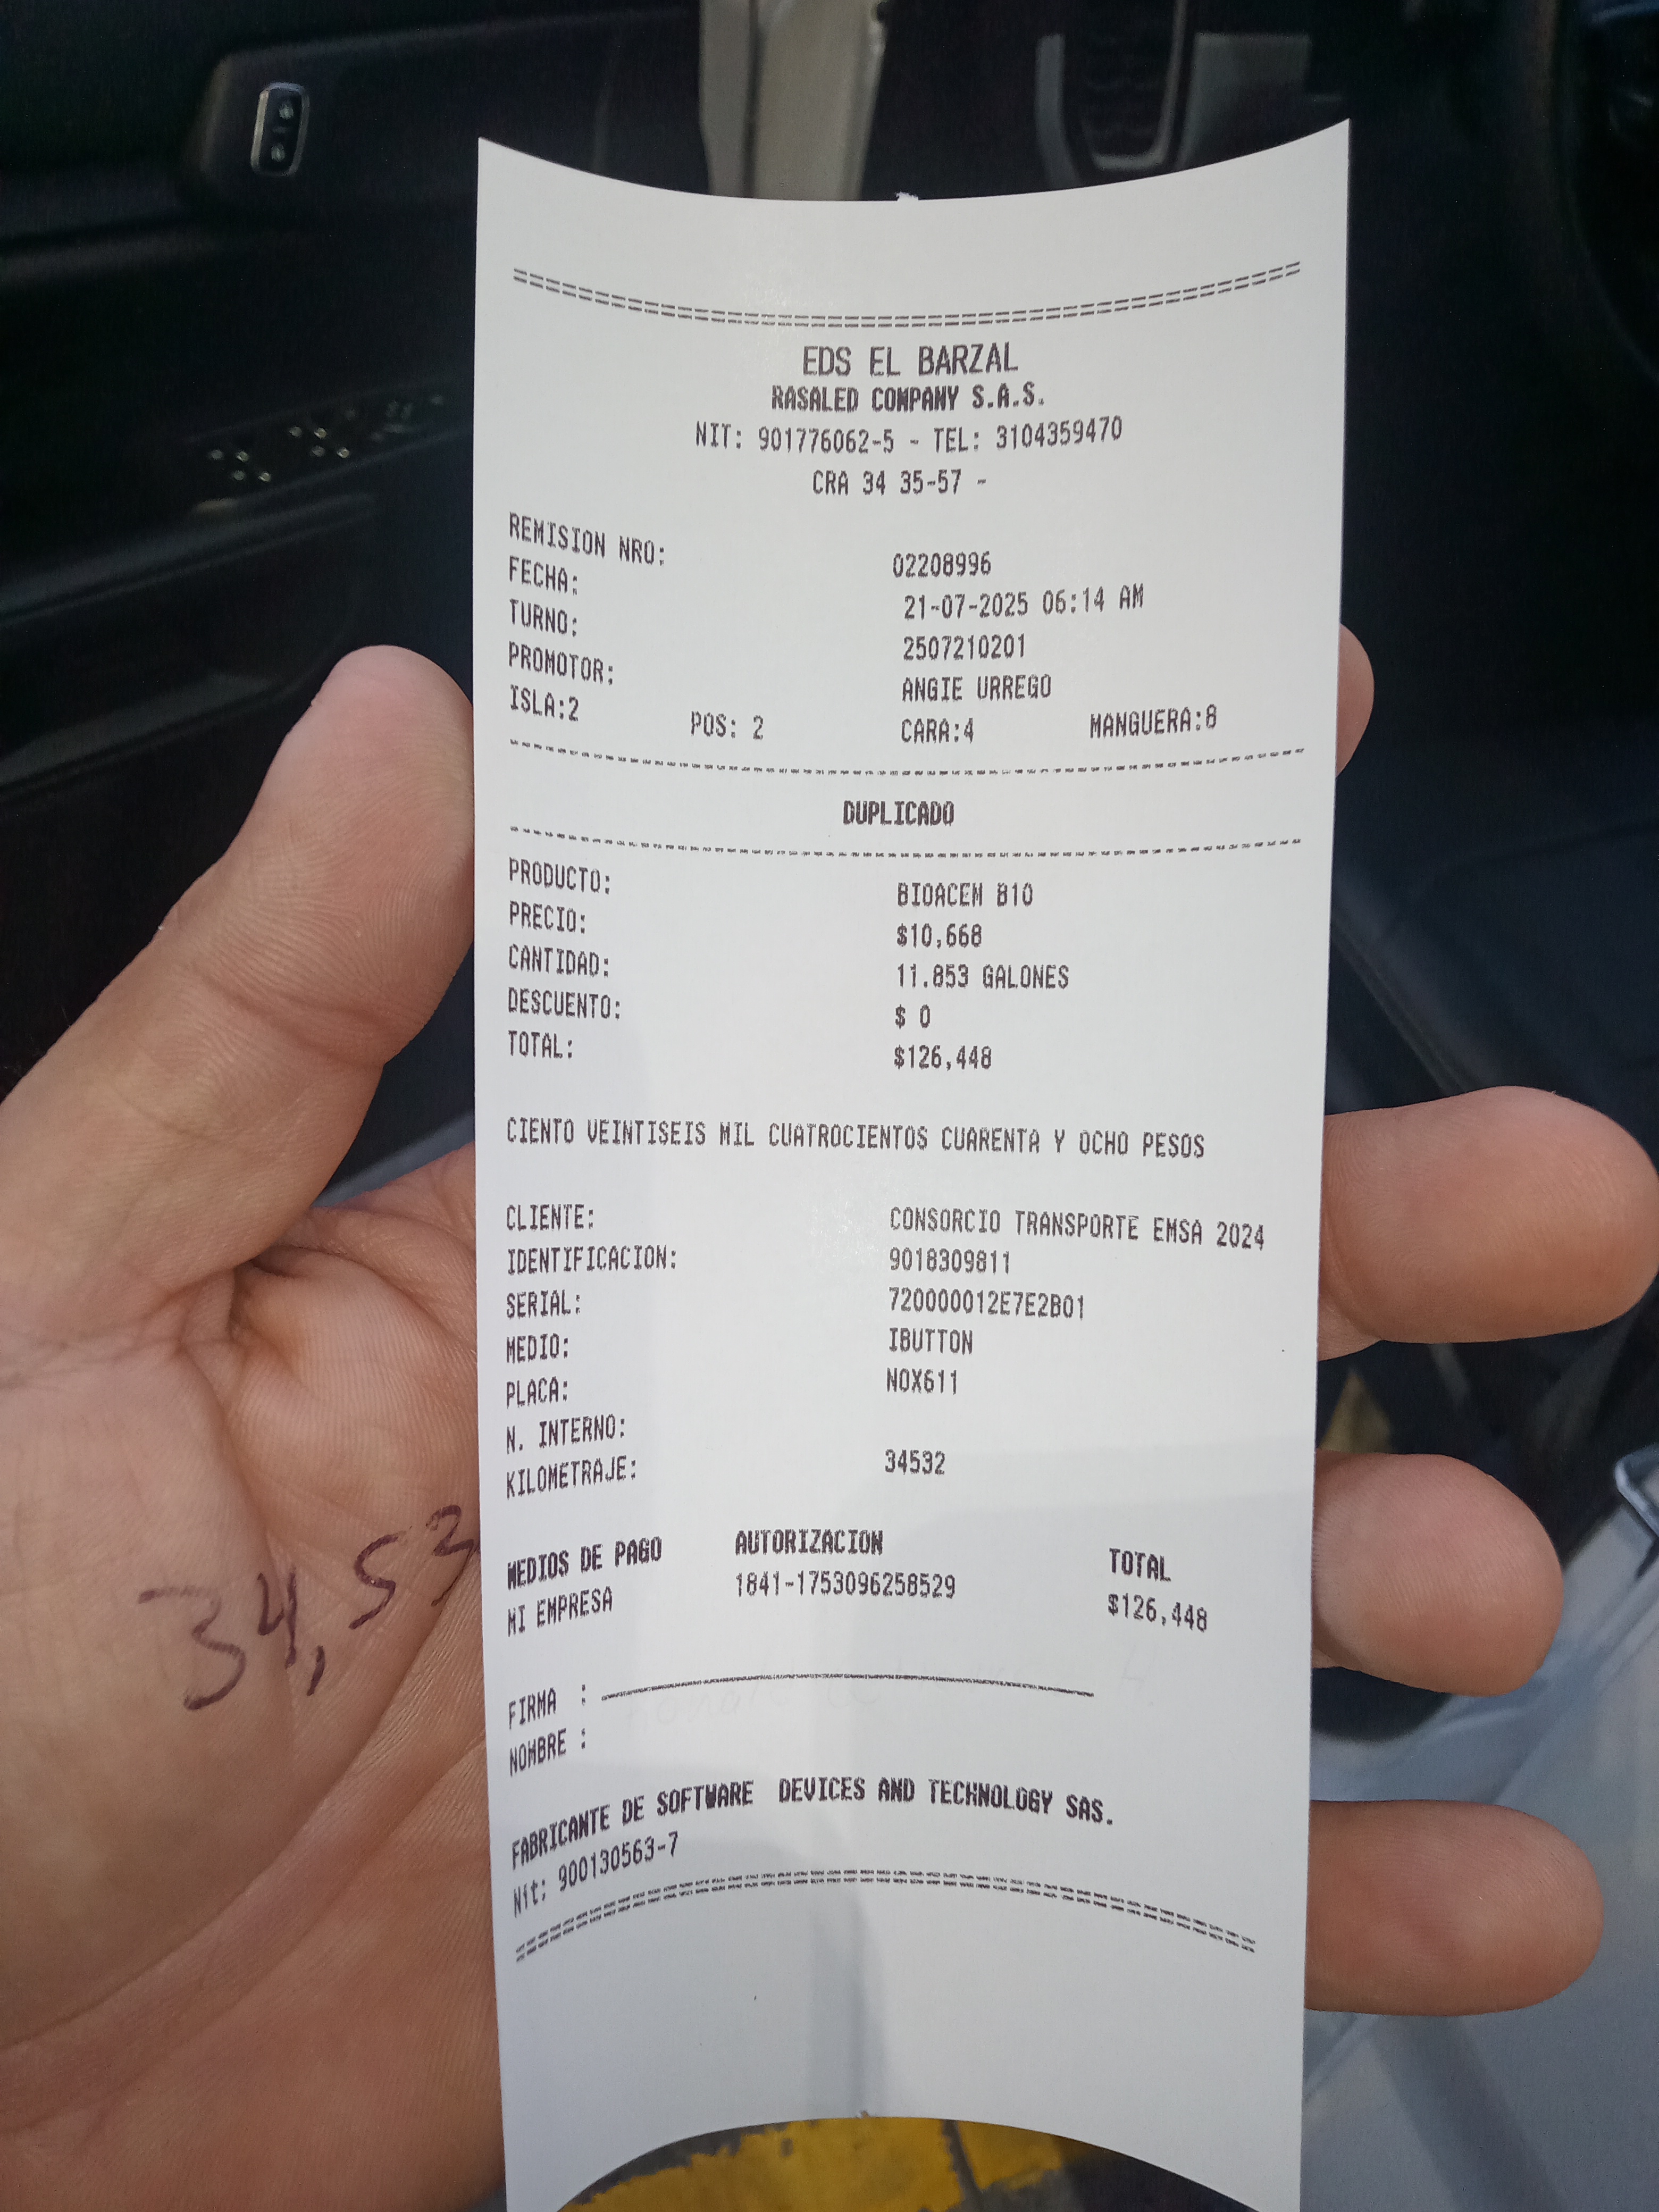 EDS EL BARZAL
RASALED COMPANY S.A.S.
NIT: 901776062-5 - TEL: 3104359470
CRA 34 35-57 -
REMISION NRO: 02208996
FECHA: 21-07-2025 06:14 AM
TURNO: 2507210201
PROMOTOR: ANGIE URREGO
ISLA:2 POS: 2 CARA:4 MANGUERA:8
DUPLICADO
PRODUCTO: BIOACEM B10
PRECIO: $10,668
CANTIDAD: 11.853 GALONES
DESCUENTO: $ 0
TOTAL: $126,448
CIENTO VEINTISEIS MIL CUATROCIENTOS CUARENTA Y OCHO PESOS
CLIENTE: CONSORCIO TRANSPORTE EMSA 2024
IDENTIFICACION: 9018309811
SERIAL: 720000012E7E2B01
MEDIO: IBUTTON
PLACA: NOX611
N. INTERNO:
KILOMETRAJE: 34532
MEDIOS DE PAGO AUTORIZACION TOTAL
MI EMPRESA 1841-1753096258529 $126,448
34,53
FIRMA :
NOMBRE :
FABRICANTE DE SOFTWARE DEVICES AND TECHNOLOGY SAS.
Nit: 900130563-7